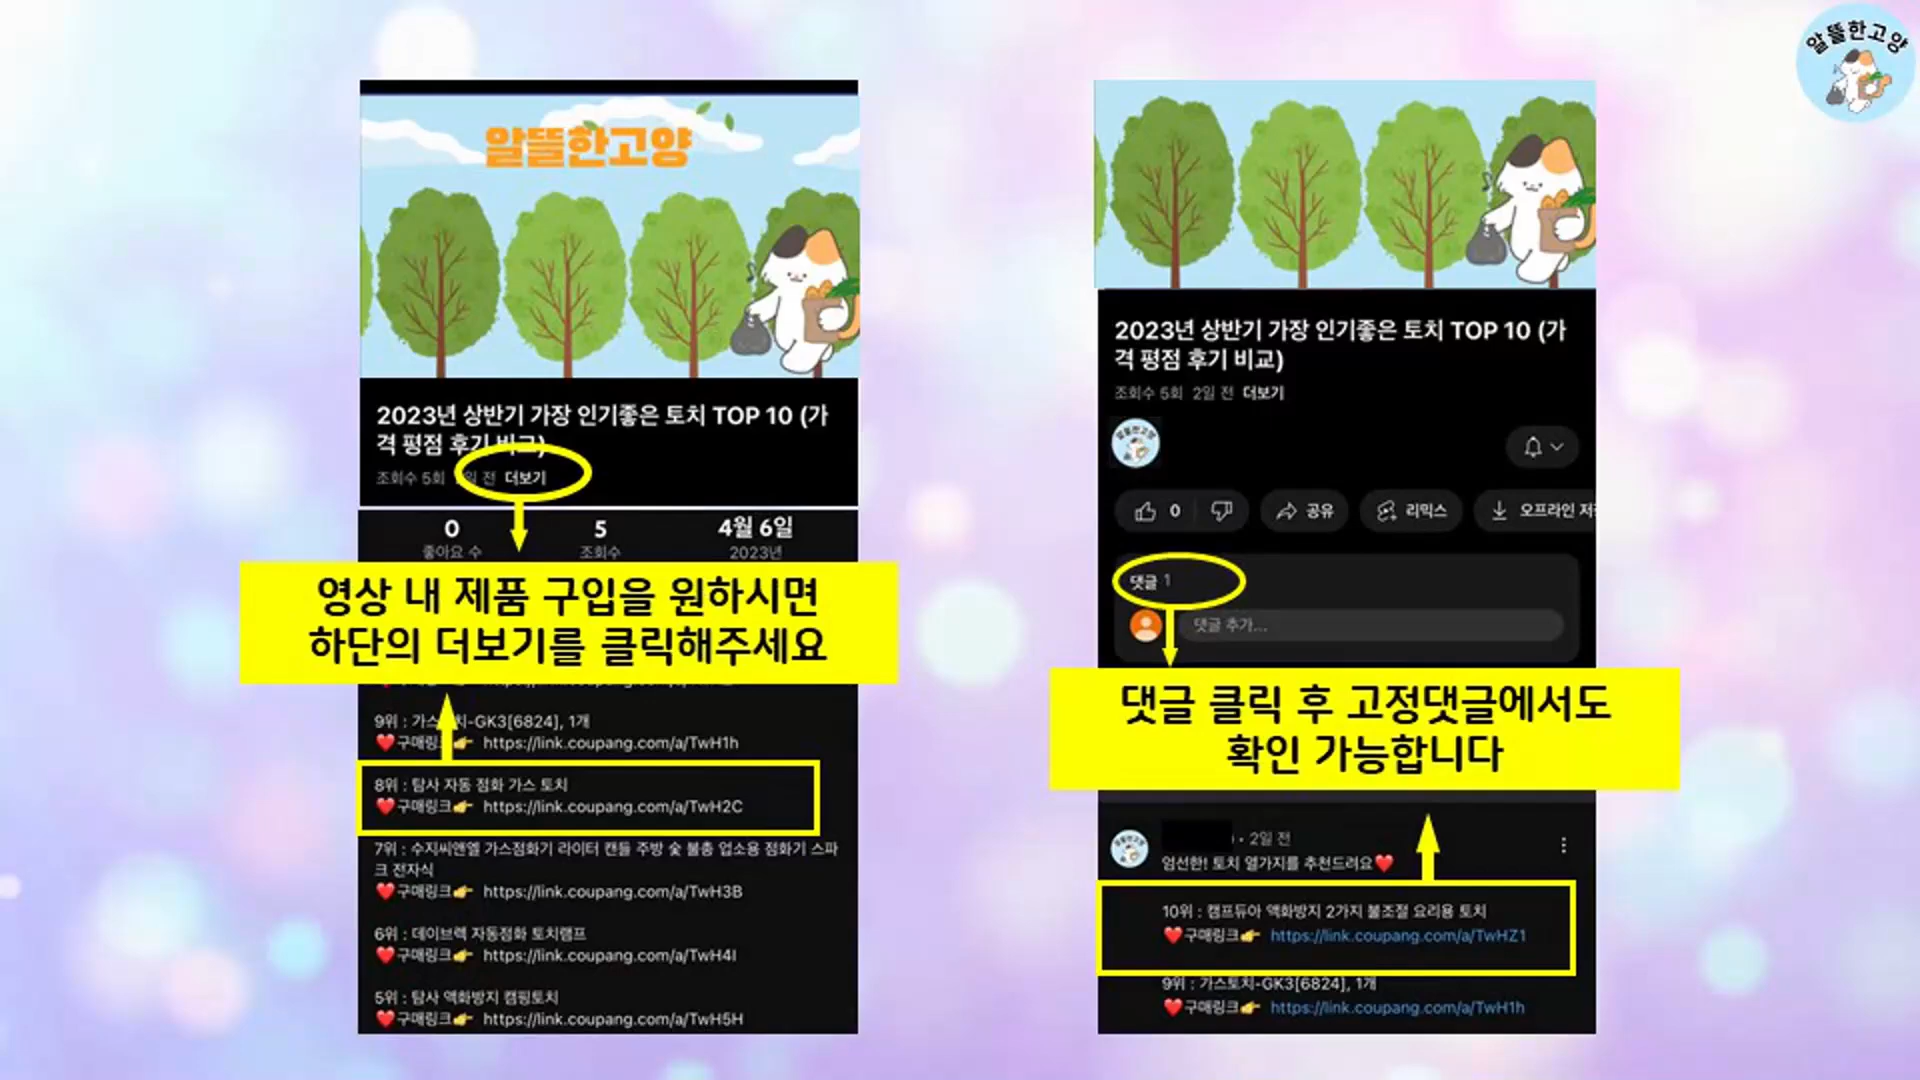 알뜰한고양
알뜰한고양
2023년 상반기 가장 인기좋은 토치 TOP 10 (가
격 평점 후기 비교)
조회수 5회 일 전 더보기
0 5 4월 6일
좋아요 수 조회수 2023년
영상 내 제품 구입을 원하시면
하단의 더보기를 클릭해주세요
9위 : 가스토치-GK3[6824], 1개
❤️구매링크👉 https://link.coupang.com/a/TwH1h
8위 : 탐사 자동 점화 가스 토치
❤️구매링크👉 https://link.coupang.com/a/TwH2C
7위 : 수지씨앤엘 가스점화기 라이터 캔들 주방 숯 불총 업소용 점화기 스파
크 전자식
❤️구매링크👉 https://link.coupang.com/a/TwH3B
6위 : 데이브렉 자동점화 토치램프
❤️구매링크👉 https://link.coupang.com/a/TwH4I
5위 : 탐사 액화방지 캠핑토치
❤️구매링크👉 https://link.coupang.com/a/TwH5H
2023년 상반기 가장 인기좋은 토치 TOP 10 (가
격 평점 후기 비교)
조회수 5회 2일 전 더보기
알뜰한고양
0 공유 리믹스 오프라인 저
댓글 1
댓글 추가...
댓글 클릭 후 고정댓글에서도
확인 가능합니다
알뜰한고양
• 2일 전
엄선한! 토치 열가지를 추천드려요❤️
10위 : 캠프듀아 액화방지 2가지 불조절 요리용 토치
❤️구매링크👉 https://link.coupang.com/a/TwHZ1
9위 : 가스토치-GK3[6824], 1개
❤️구매링크👉 https://link.coupang.com/a/TwH1h